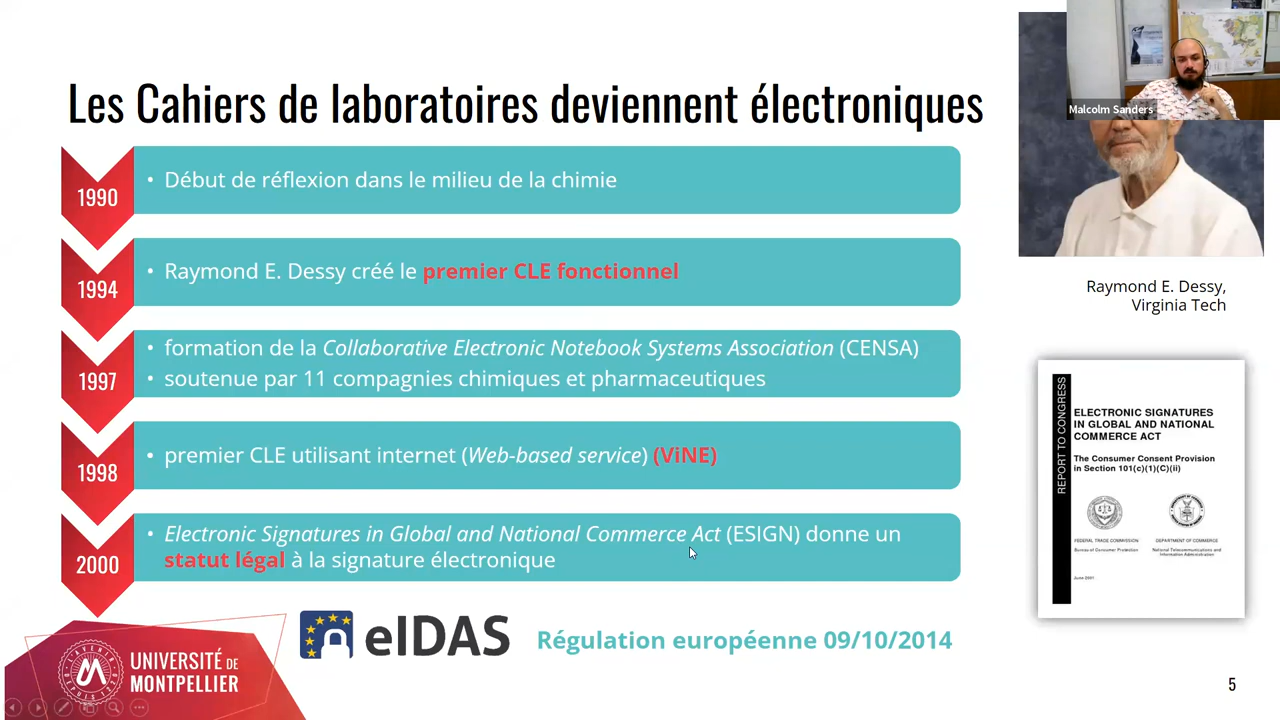 Les Cahiers de laboratoires deviennent électroniques
Malcolm Sanders
1990
• Début de réflexion dans le milieu de la chimie
1994
• Raymond E. Dessy créé le premier CLE fonctionnel
1997
• formation de la Collaborative Electronic Notebook Systems Association (CENSA)
• soutenue par 11 compagnies chimiques et pharmaceutiques
1998
• premier CLE utilisant internet (Web-based service) (ViNE)
2000
• Electronic Signatures in Global and National Commerce Act (ESIGN) donne un
statut légal à la signature électronique
Raymond E. Dessy,
Virginia Tech
REPORT TO CONGRESS
ELECTRONIC SIGNATURES
IN GLOBAL AND NATIONAL
COMMERCE ACT
The Consumer Consent Provision
in Section 101(c)(1)(C)(ii)
FEDERAL TRADE COMMISSION
Bureau of Consumer Protection
DEPARTMENT OF COMMERCE
National Telecommunications and
Information Administration
June 2001
eIDAS
Régulation européenne 09/10/2014
UNIVERSITÉ DE
MONTPELLIER
5